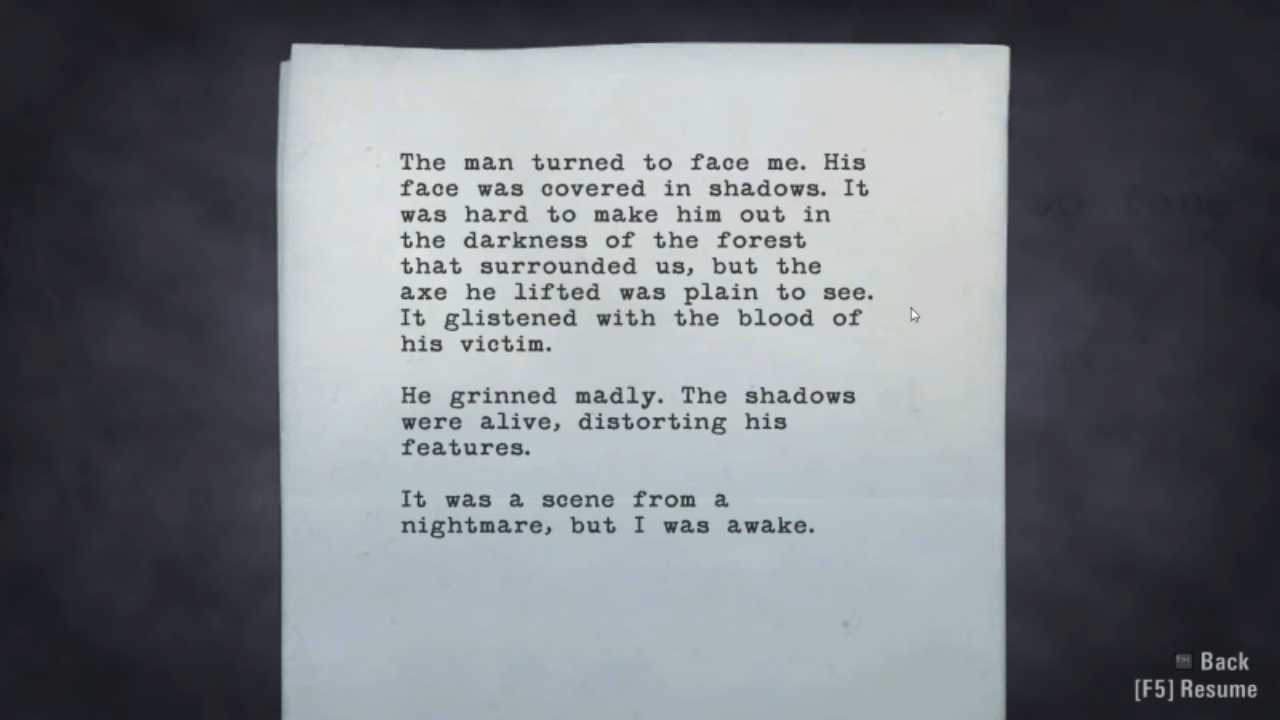 The man turned to face me. His
face was covered in shadows. It
was hard to make him out in
the darkness of the forest
that surrounded us, but the
axe he lifted was plain to see.
It glistened with the blood of
his victim.
He grinned madly. The shadows
were alive, distorting his
features.
It was a scene from a
nightmare, but I was awake.
Back
[F5] Resume